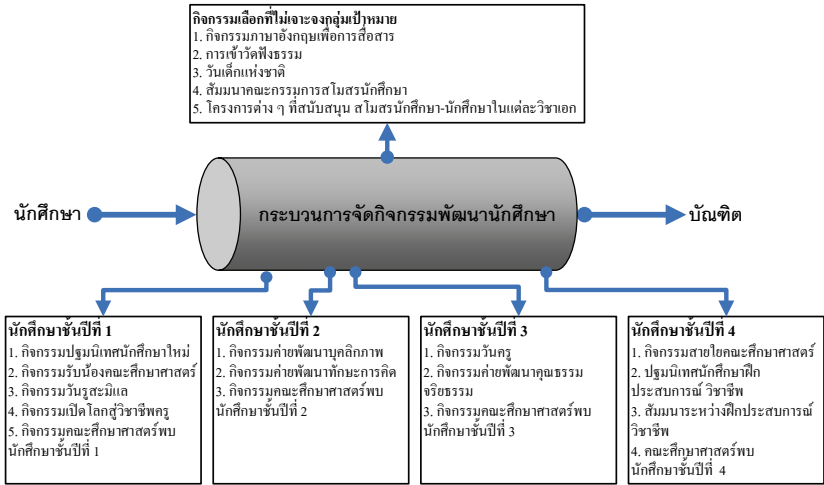 กิจกรรมเลือกที่ไม่เจาะจงกลุ่มเป้าหมาย
1. กิจกรรมภาษาอังกฤษเพื่อการสื่อสาร
2. การเข้าวัดฟังธรรม
3. วันเด็กแห่งชาติ
4. สัมมนาคณะกรรมการสโมสรนักศึกษา
5. โครงการต่าง ๆ ที่สนับสนุน สโมสรนักศึกษา-นักศึกษาในแต่ละวิชาเอก
นักศึกษา
กระบวนการจัดกิจกรรมพัฒนานักศึกษา
บัณฑิต
นักศึกษาชั้นปีที่ 1
1. กิจกรรมปฐมนิเทศนักศึกษาใหม่
2. กิจกรรมรับน้องคณะศึกษาศาสตร์
3. กิจกรรมวันรูสะมิแล
4. กิจกรรมเปิดโลกสู่วิชาชีพครู
5. กิจกรรมคณะศึกษาศาสตร์พบ
นักศึกษาชั้นปีที่ 1
นักศึกษาชั้นปีที่ 2
1. กิจกรรมค่ายพัฒนาบุคลิกภาพ
2. กิจกรรมค่ายพัฒนาทักษะการคิด
3. กิจกรรมคณะศึกษาศาสตร์พบ
นักศึกษาชั้นปีที่ 2
นักศึกษาชั้นปีที่ 3
1. กิจกรรมวันครู
2. กิจกรรมค่ายพัฒนาคุณธรรม
จริยธรรม
3. กิจกรรมคณะศึกษาศาสตร์พบ
นักศึกษาชั้นปีที่ 3
นักศึกษาชั้นปีที่ 4
1. กิจกรรมสายใยคณะศึกษาศาสตร์
2. ปฐมนิเทศนักศึกษาฝึก
ประสบการณ์ วิชาชีพ
3. สัมมนาระหว่างฝึกประสบการณ์
วิชาชีพ
4. คณะศึกษาศาสตร์พบ
นักศึกษาชั้นปีที่ 4